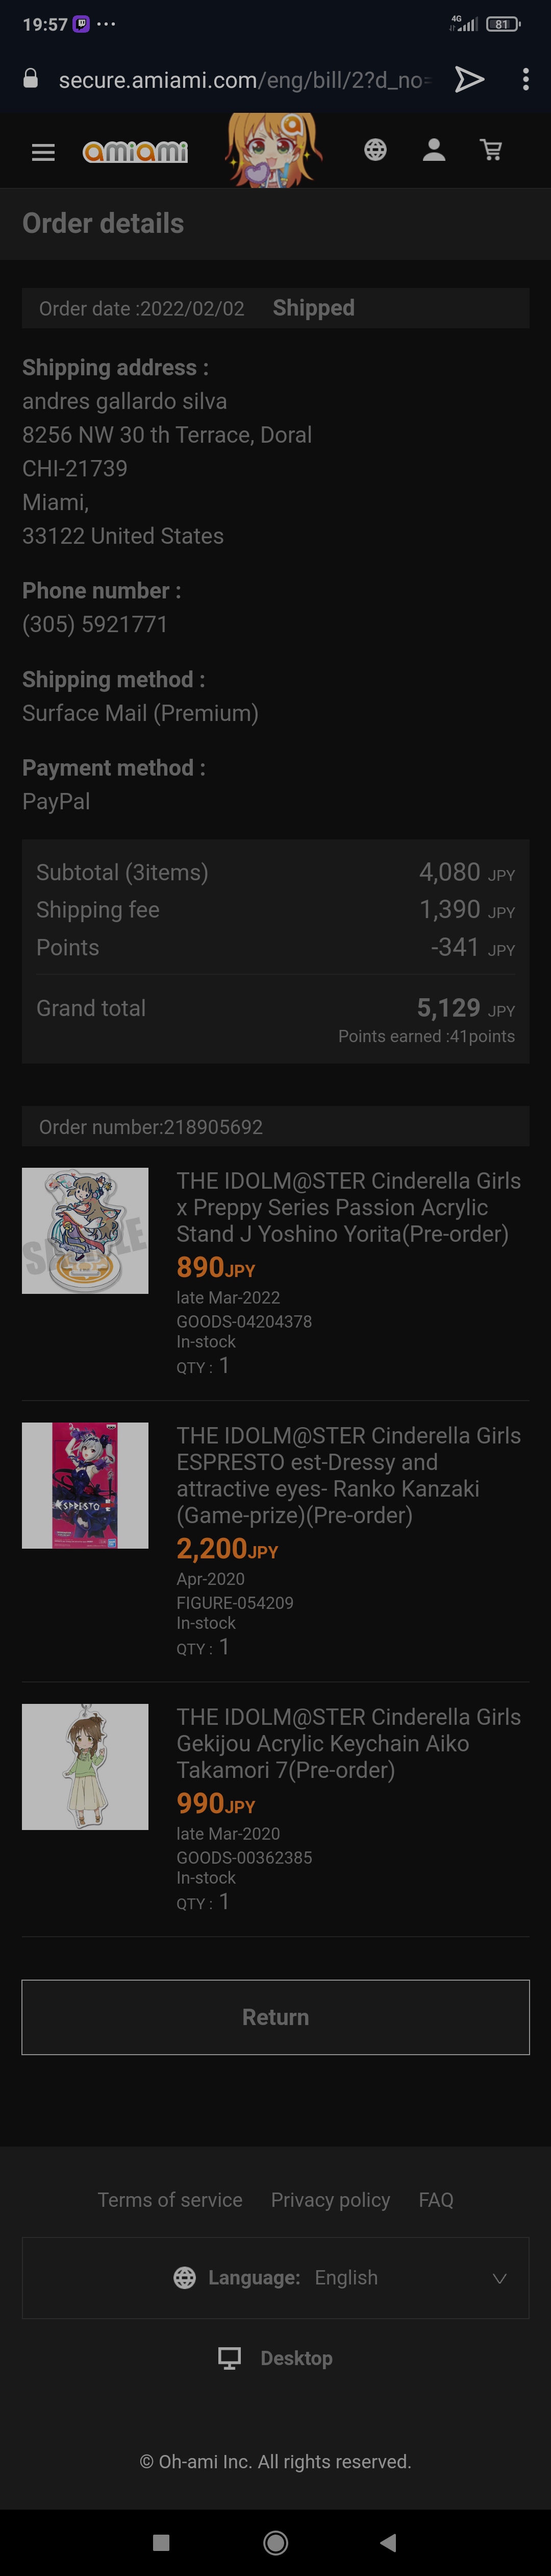 19:57
4G
81
secure.amiami.com/eng/bill/2?d_no=
amiami
Order details
Order date :2022/02/02 Shipped
Shipping address :
andres gallardo silva
8256 NW 30 th Terrace, Doral
CHI-21739
Miami,
33122 United States
Phone number :
(305) 5921771
Shipping method :
Surface Mail (Premium)
Payment method :
PayPal
Subtotal (3items) 4,080 JPY
Shipping fee 1,390 JPY
Points -341 JPY
Grand total 5,129 JPY
Points earned :41points
Order number:218905692
SAMPLE
THE IDOLM@STER Cinderella Girls
x Preppy Series Passion Acrylic
Stand J Yoshino Yorita(Pre-order)
890JPY
late Mar-2022
GOODS-04204378
In-stock
QTY : 1
ESPRESTO
THE IDOLM@STER Cinderella Girls
ESPRESTO est-Dressy and
attractive eyes- Ranko Kanzaki
(Game-prize)(Pre-order)
2,200JPY
Apr-2020
FIGURE-054209
In-stock
QTY : 1
THE IDOLM@STER Cinderella Girls
Gekijou Acrylic Keychain Aiko
Takamori 7(Pre-order)
990JPY
late Mar-2020
GOODS-00362385
In-stock
QTY : 1
Return
Terms of service Privacy policy FAQ
Language: English
Desktop
© Oh-ami Inc. All rights reserved.